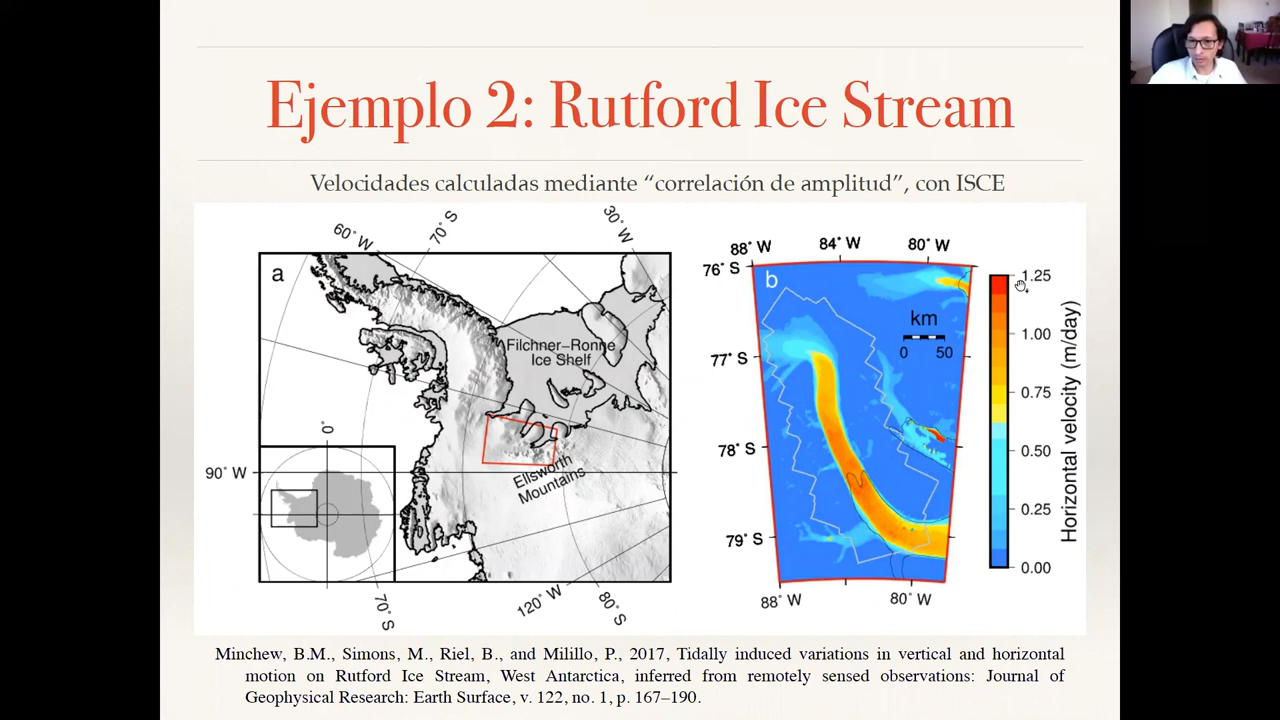 Ejemplo 2: Rutford Ice Stream
Velocidades calculadas mediante “correlación de amplitud”, con ISCE
60° W
70° S
30° W
a
Filchner–Ronne
Ice Shelf
0°
90° W
Ellsworth
Mountains
70° S
120° W
80° S
88° W
84° W
80° W
76° S
b
km
0
50
77° S
78° S
79° S
88° W
80° W
1.25
1.00
0.75
0.50
0.25
0.00
Horizontal velocity (m/day)
Minchew, B.M., Simons, M., Riel, B., and Milillo, P., 2017, Tidally induced variations in vertical and horizontal
motion on Rutford Ice Stream, West Antarctica, inferred from remotely sensed observations: Journal of
Geophysical Research: Earth Surface, v. 122, no. 1, p. 167–190.